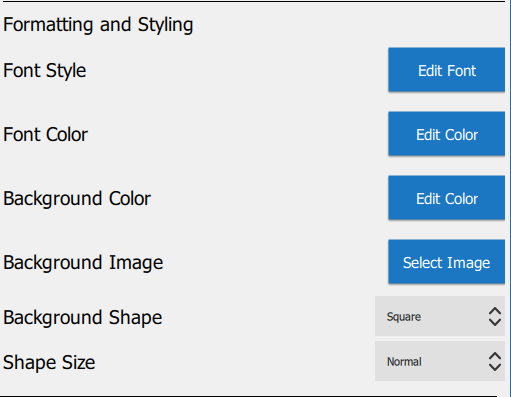 Formatting and Styling
Font Style Edit Font
Font Color Edit Color
Background Color Edit Color
Background Image Select Image
Background Shape Square
Shape Size Normal